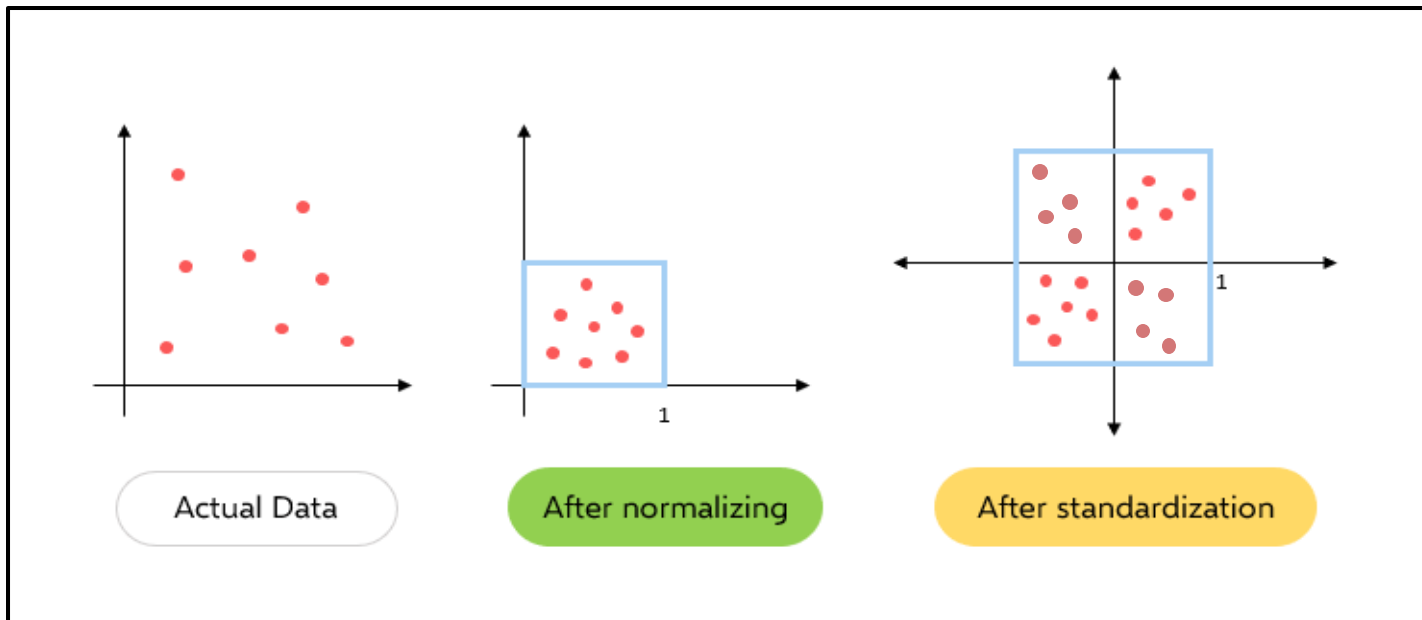 1
1
Actual Data
After normalizing
After standardization